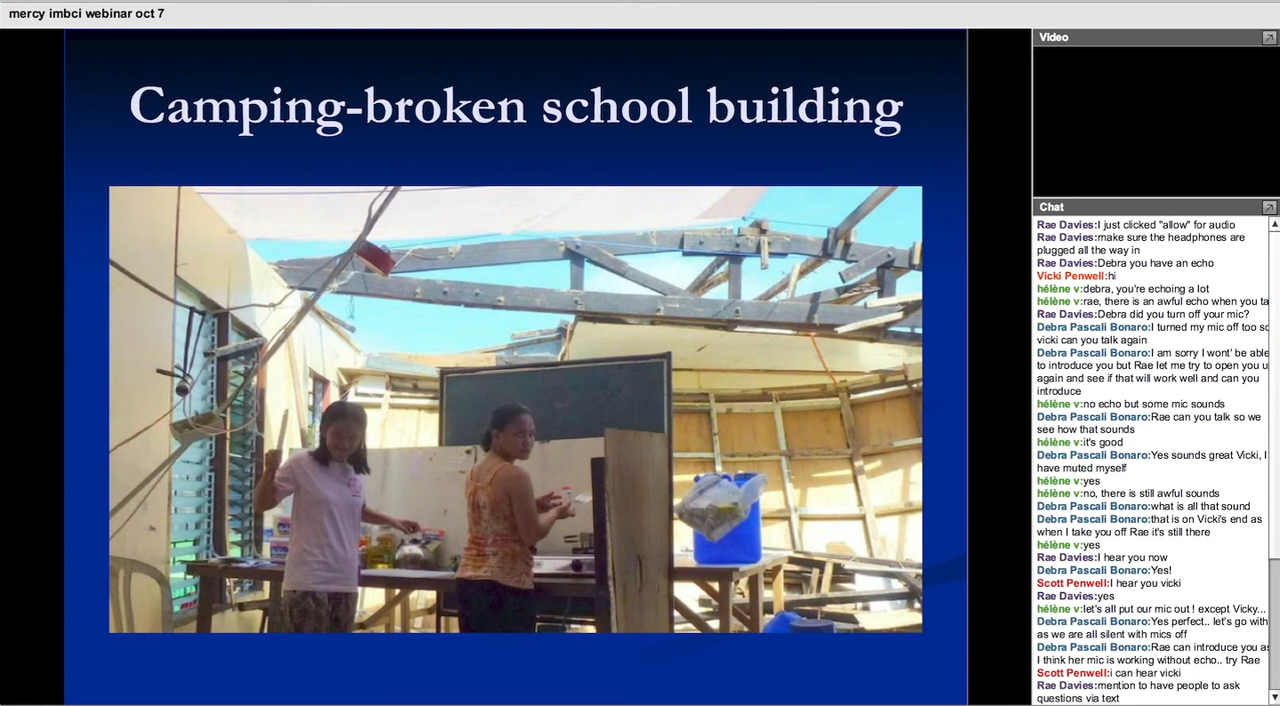 mercy imbci webinar oct 7
Camping-broken school building
Video
Chat
Rae Davies:I just clicked "allow" for audio
Rae Davies:make sure the headphones are
plugged all the way in
Rae Davies:Debra you have an echo
Vicki Penwell:hi
hélène v:debra, you're echoing a lot
hélène v:rae, there is an awful echo when you ta
Rae Davies:Debra did you turn off your mic?
Debra Pascali Bonaro:I turned my mic off too so
vicki can you talk again
Debra Pascali Bonaro:I am sorry I wont' be able
to introduce you but Rae let me try to open you u
again and see if that will work well and can you
introduce
hélène v:no echo but some mic sounds
Debra Pascali Bonaro:Rae can you talk so we
see how that sounds
hélène v:it's good
Debra Pascali Bonaro:Yes sounds great Vicki, I
have muted myself
hélène v:yes
hélène v:no, there is still awful sounds
Debra Pascali Bonaro:what is all that sound
Debra Pascali Bonaro:that is on Vicki's end as
when I take you off Rae it's still there
hélène v:yes
Rae Davies:I hear you now
Debra Pascali Bonaro:Yes!
Scott Penwell:I hear you vicki
Rae Davies:yes
hélène v:let's all put our mic out ! except Vicky...
Debra Pascali Bonaro:Yes perfect.. let's go with
as we are all silent with mics off
Debra Pascali Bonaro:Rae can introduce you as
I think her mic is working without echo.. try Rae
Scott Penwell:i can hear vicki
Rae Davies:mention to have people to ask
questions via text